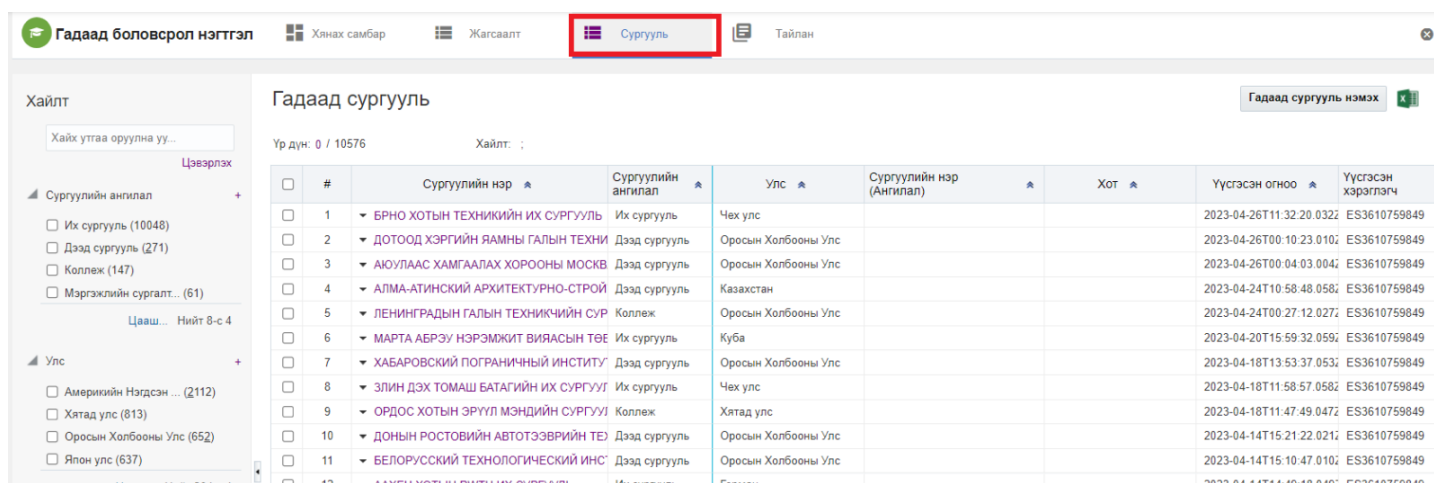 Гадаад боловсрол нэгтгэл
Хянах самбар
Жагсаалт
Сургууль
Тайлан
Хайлт
Хайх утгаа оруулна уу...
Цэвэрлэх
Сургуулийн ангилал +
Их сургууль (10048)
Дээд сургууль (271)
Коллеж (147)
Мэргэжлийн сургалт... (61)
Цааш... Нийт 8-с 4
Улс +
Америкийн Нэгдсэн ... (2112)
Хятад улс (813)
Оросын Холбооны Улс (652)
Япон улс (637)
Гадаад сургууль
Гадаад сургууль нэмэх
Үр дүн: 0 / 10576 Хайлт: ;
# Сургуулийн нэр Сургуулийн ангилал Улс Сургуулийн нэр (Ангилал) Хот Үүсгэсэн огноо Үүсгэсэн хэрэглэгч
1 БРНО ХОТЫН ТЕХНИКИЙН ИХ СУРГУУЛЬ Их сургууль Чех улс 2023-04-26T11:32:20.032Z ES3610759849
2 ДОТООД ХЭРГИЙН ЯАМНЫ ГАЛЫН ТЕХНИ Дээд сургууль Оросын Холбооны Улс 2023-04-26T00:10:23.010Z ES3610759849
3 АЮУЛААС ХАМГААЛАХ ХОРООНЫ МОСКВ Дээд сургууль Оросын Холбооны Улс 2023-04-26T00:04:03.004Z ES3610759849
4 АЛМА-АТИНСКИЙ АРХИТЕКТУРНО-СТРОЙ Дээд сургууль Казахстан 2023-04-24T10:58:48.058Z ES3610759849
5 ЛЕНИНГРАДЫН ГАЛЫН ТЕХНИКЧИЙН СУР Коллеж Оросын Холбооны Улс 2023-04-24T00:27:12.027Z ES3610759849
6 МАРТА АБРЭУ НЭРЭМЖИТ ВИЯАСЫН ТӨВ Их сургууль Куба 2023-04-20T15:59:32.059Z ES3610759849
7 ХАБАРОВСКИЙ ПОГРАНИЧНЫЙ ИНСТИТУТ Дээд сургууль Оросын Холбооны Улс 2023-04-18T13:53:37.053Z ES3610759849
8 ЗЛИН ДЭХ ТОМАШ БАТАГИЙН ИХ СУРГУУЛ Их сургууль Чех улс 2023-04-18T11:58:57.058Z ES3610759849
9 ОРДОС ХОТЫН ЭРҮҮЛ МЭНДИЙН СУРГУУЛ Коллеж Хятад улс 2023-04-18T11:47:49.047Z ES3610759849
10 ДОНЫН РОСТОВИЙН АВТОТЭЭВРИЙН ТЕХ Дээд сургууль Оросын Холбооны Улс 2023-04-14T15:21:22.021Z ES3610759849
11 БЕЛОРУССКИЙ ТЕХНОЛОГИЧЕСКИЙ ИНСТ Дээд сургууль Оросын Холбооны Улс 2023-04-14T15:10:47.010Z ES3610759849